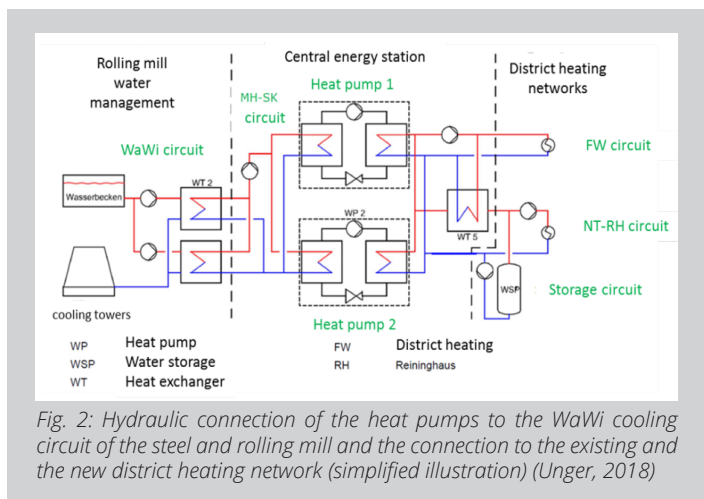 Rolling mill
water
management
Central energy station
District heating
networks
Heat pump 1
MH-SK
circuit
WaWi circuit
FW circuit
WT 2
Wasserbecken
WP 2
WT 5
NT-RH circuit
WSP
Storage circuit
cooling towers
Heat pump 2
WP Heat pump
WSP Water storage
WT Heat exchanger
FW District heating
RH Reininghaus
Fig. 2: Hydraulic connection of the heat pumps to the WaWi cooling
circuit of the steel and rolling mill and the connection to the existing and
the new district heating network (simplified illustration) (Unger, 2018)